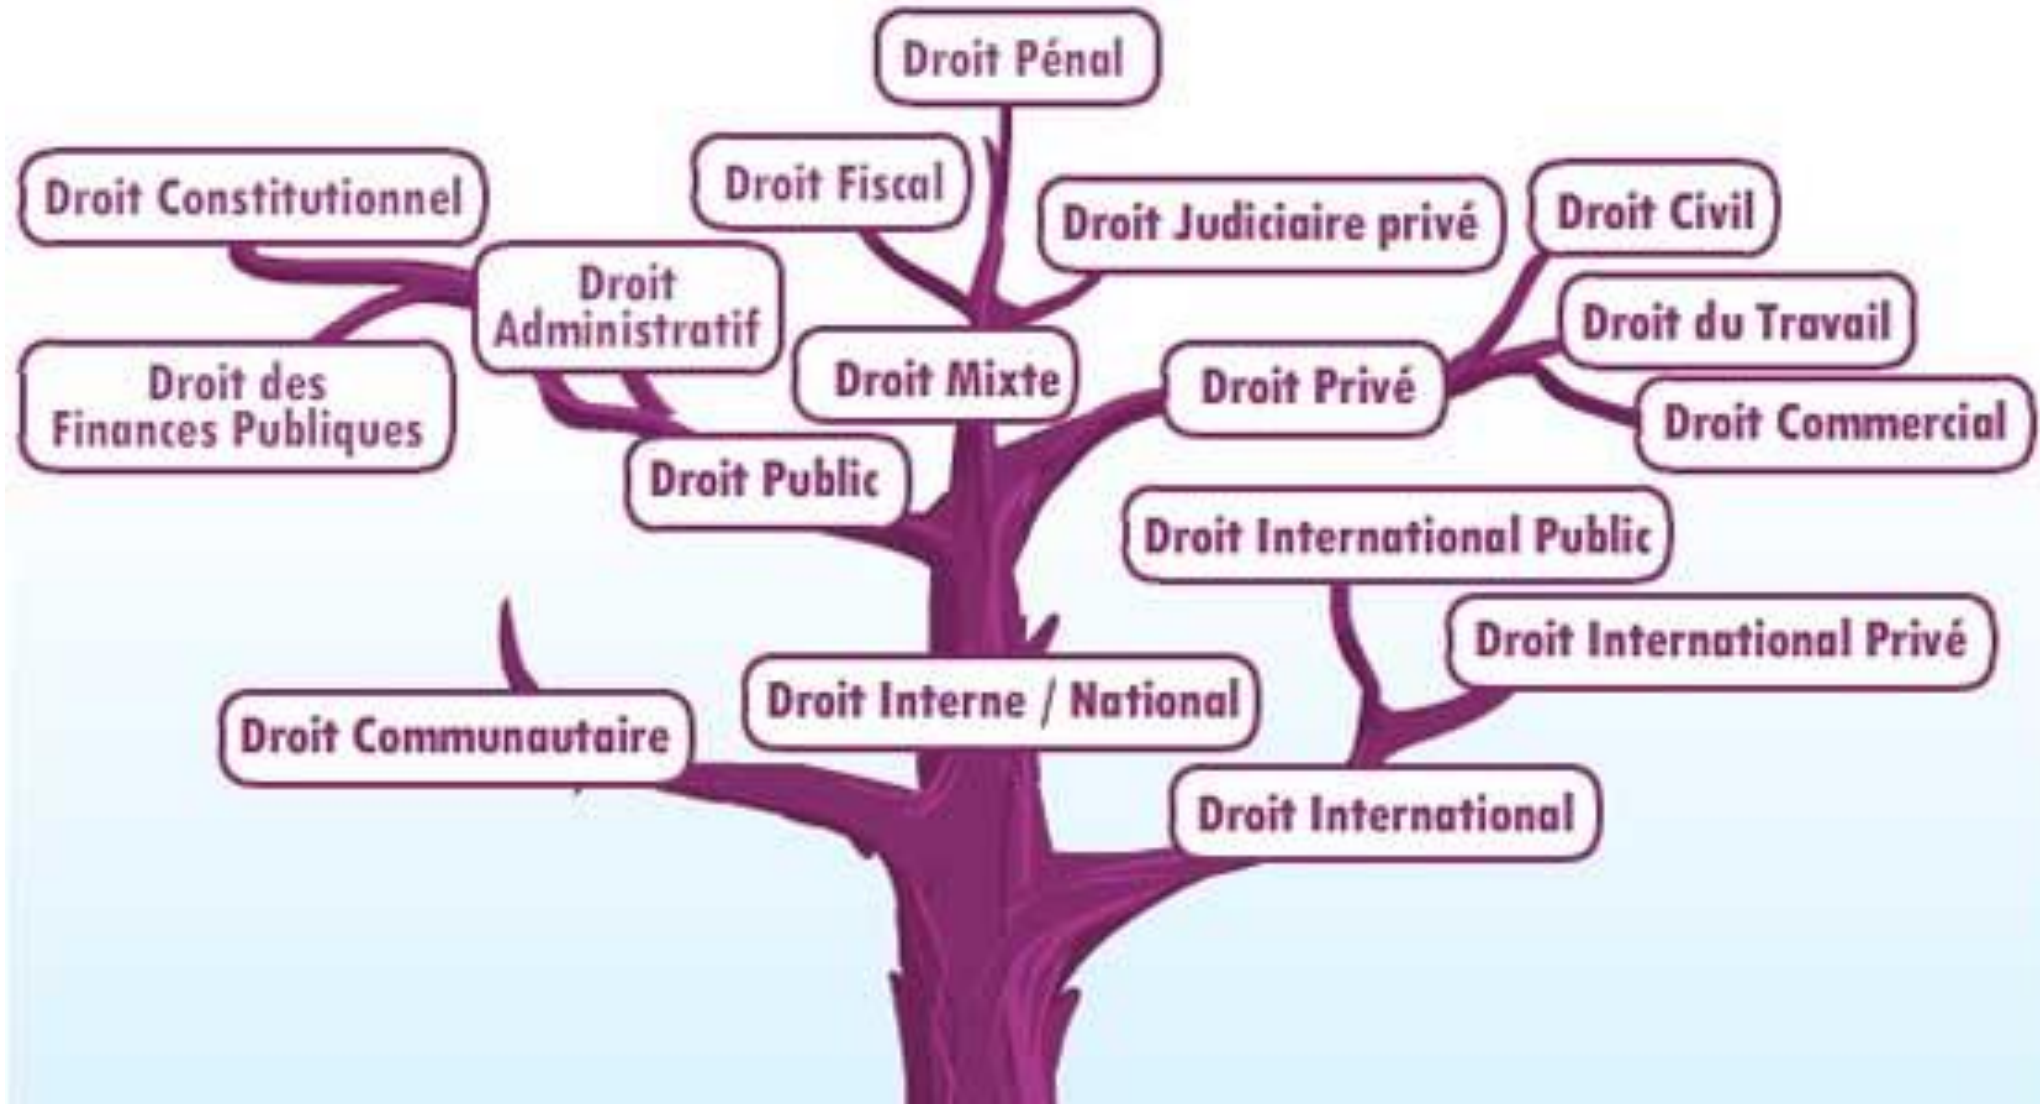 Droit Pénal
Droit Fiscal
Droit Constitutionnel
Droit Judiciaire privé
Droit Civil
Droit
Administratif
Droit du Travail
Droit des
Finances Publiques
Droit Mixte
Droit Privé
Droit Commercial
Droit Public
Droit International Public
Droit International Privé
Droit Communautaire
Droit Interne / National
Droit International